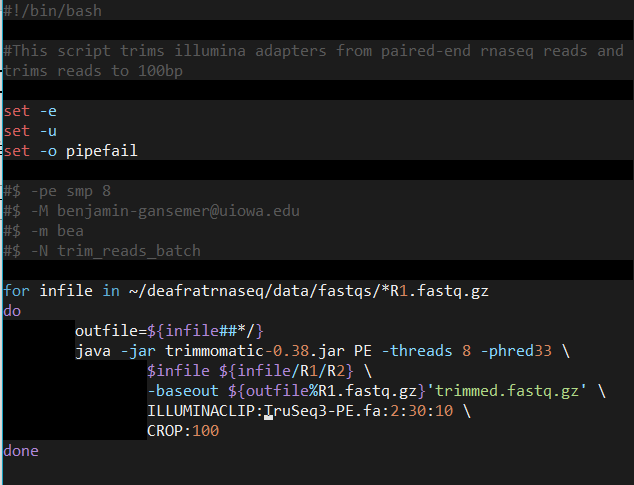 #!/bin/bash
#This script trims illumina adapters from paired-end rnaseq reads and
trims reads to 100bp
set -e
set -u
set -o pipefail
#$ -pe smp 8
#$ -M benjamin-gansemer@uiowa.edu
#$ -m bea
#$ -N trim_reads_batch
for infile in ~/deafratrnaseq/data/fastqs/*R1.fastq.gz
do
outfile=${infile##*/}
java -jar trimmomatic-0.38.jar PE -threads 8 -phred33 \
$infile ${infile/R1/R2} \
-baseout ${outfile%R1.fastq.gz}'trimmed.fastq.gz' \
ILLUMINACLIP:TruSeq3-PE.fa:2:30:10 \
CROP:100
done